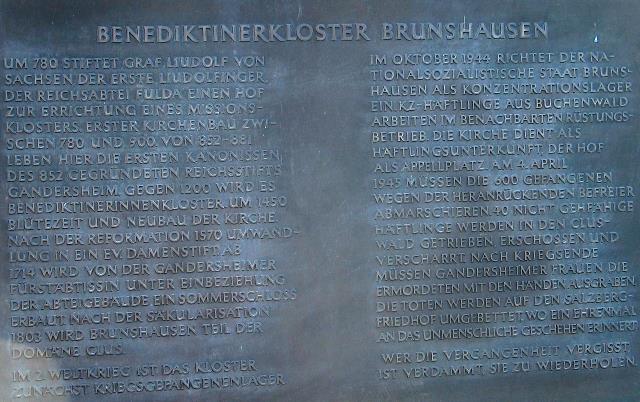 BENEDIKTINERKLOSTER BRUNSHAUSEN
UM 780 STIFTET GRAF LIUDOLF VON
SACHSEN DER ERSTE LIUDOLFINGER,
DER REICHSABTEI FULDA EINEN HOF
ZUR ERRICHTUNG EINES MISSIONS-
KLOSTERS. ERSTER KIRCHENBAU ZWI-
SCHEN 780 UND 900. VON 852-881
LEBEN HIER DIE ERSTEN KANONISSEN
DES 852 GEGRÜNDETEN REICHSSTIFTS
GANDERSHEIM. GEGEN 1200 WIRD ES
BENEDIKTINERINNENKLOSTER. UM 1450
BLÜTEZEIT UND NEUBAU DER KIRCHE.
NACH DER REFORMATION 1570 UMWAND-
LUNG IN EIN EV. DAMENSTIFT. AB
1714 WIRD VON DER GANDERSHEIMER
FÜRSTÄBTISSIN UNTER EINBEZIEHUNG
DER ABTEIGEBÄUDE EIN SOMMERSCHLOSS
ERBAUT. NACH DER SÄKULARISATION
1803 WIRD BRUNSHAUSEN TEIL DER
DOMÄNE CLUS.
IM 2. WELTKRIEG IST DAS KLOSTER
ZUNÄCHST KRIEGSGEFANGENENLAGER.
IM OKTOBER 1944 RICHTET DER NA-
TIONALSOZIALISTISCHE STAAT BRUNS-
HAUSEN ALS KONZENTRATIONSLAGER
EIN. KZ-HÄFTLINGE AUS BUCHENWALD
ARBEITEN IM BENACHBARTEN RÜSTUNGS-
BETRIEB. DIE KIRCHE DIENT ALS
HÄFTLINGSUNTERKUNFT, DER HOF
ALS APPELLPLATZ. AM 4. APRIL
1945 MÜSSEN DIE 600 GEFANGENEN
WEGEN DER HERANRÜCKENDEN BEFREIER
ABMARSCHIEREN. 40 NICHT GEHFÄHIGE
HÄFTLINGE WERDEN IN DEN CLUS-
WALD GETRIEBEN, ERSCHOSSEN UND
VERSCHARRT. NACH KRIEGSENDE
MÜSSEN GANDERSHEIMER FRAUEN DIE
ERMORDETEN MIT DEN HÄNDEN AUSGRABEN.
DIE TOTEN WERDEN AUF DEN SALZBERG-
FRIEDHOF UMGEBETTET, WO EIN EHRENMAL
AN DAS UNMENSCHLICHE GESCHEHEN ERINNERT.
WER DIE VERGANGENHEIT VERGISST
IST VERDAMMT, SIE ZU WIEDERHOLEN.